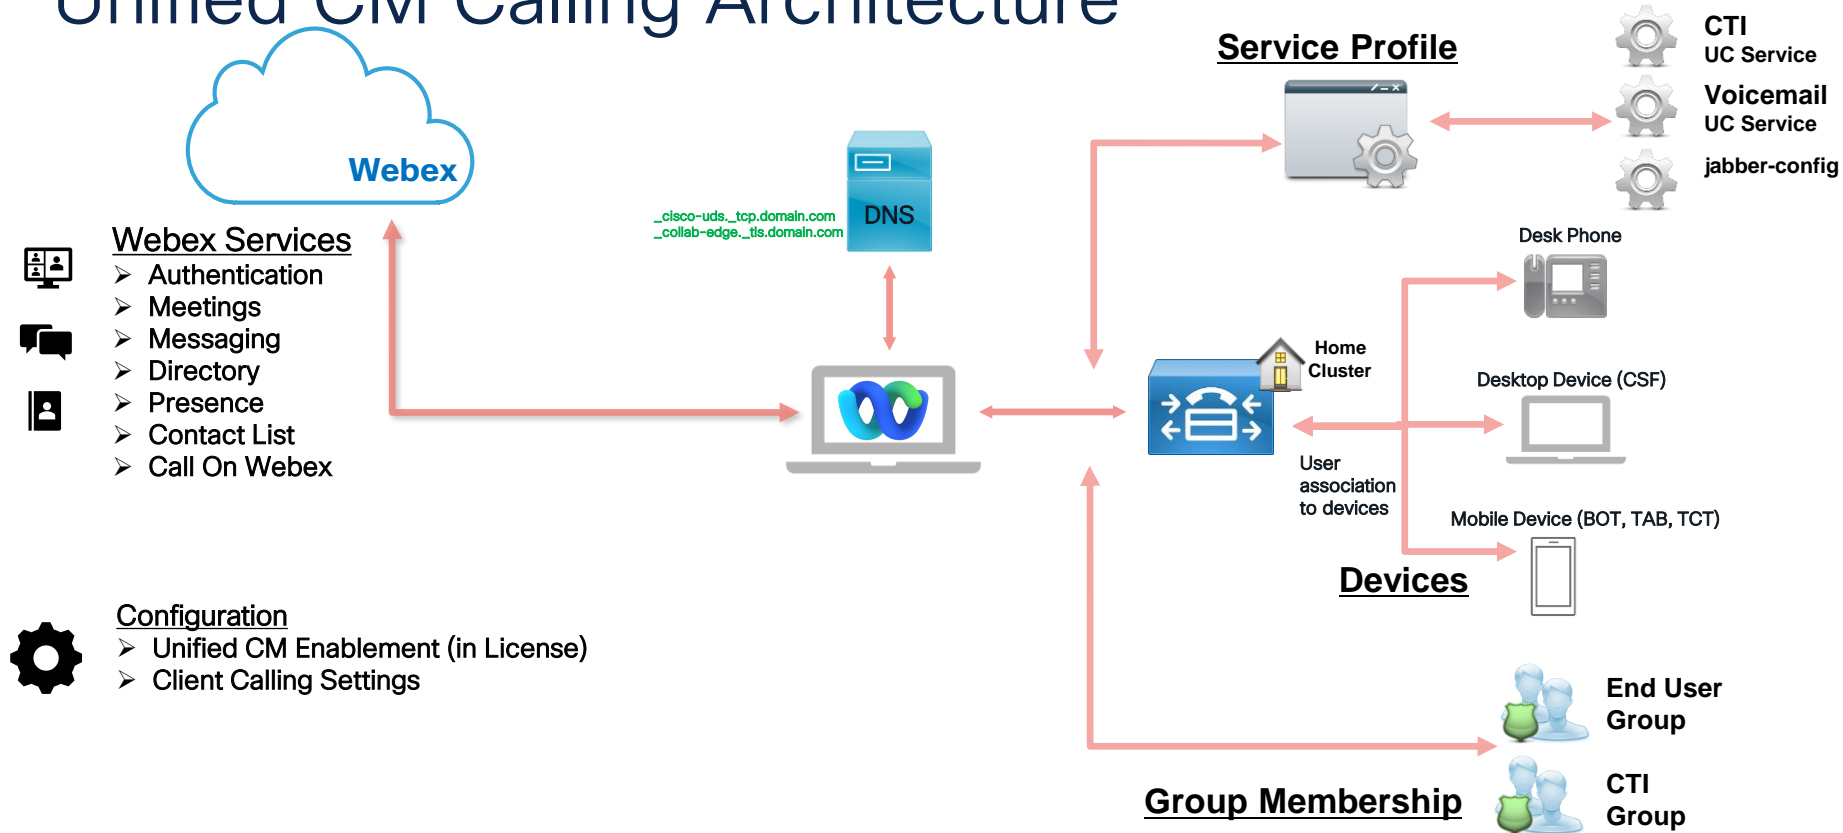 Unified CM Calling Architecture
Webex
Webex Services
Authentication
Meetings
Messaging
Directory
Presence
Contact List
Call On Webex
Configuration
Unified CM Enablement (in License)
Client Calling Settings
_cisco-uds._tcp.domain.com
_collab-edge._tls.domain.com
DNS
Service Profile
CTI
UC Service
Voicemail
UC Service
jabber-config
Home
Cluster
User
association
to devices
Desk Phone
Desktop Device (CSF)
Mobile Device (BOT, TAB, TCT)
Devices
Group Membership
End User
Group
CTI
Group